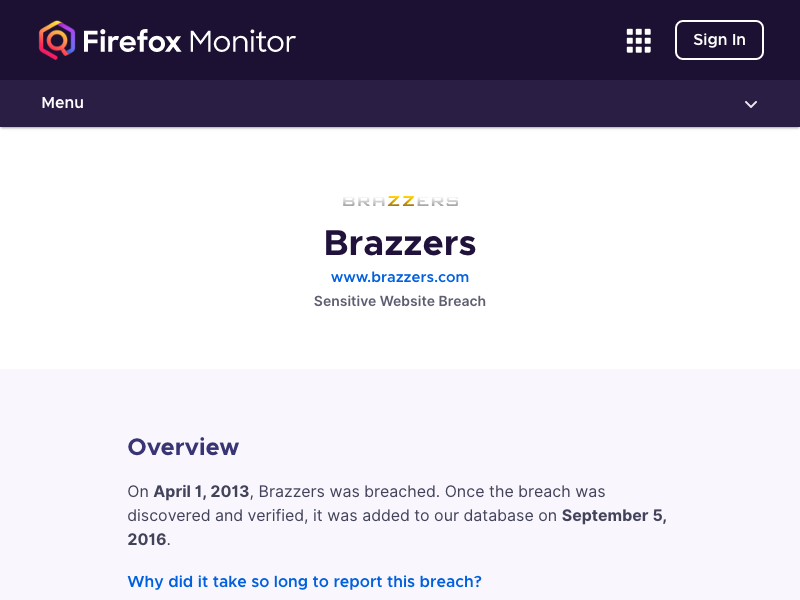 Firefox Monitor
Sign In
Menu
BRAZZERS
Brazzers
www.brazzers.com
Sensitive Website Breach
Overview
On April 1, 2013, Brazzers was breached. Once the breach was
discovered and verified, it was added to our database on September 5,
2016.
Why did it take so long to report this breach?